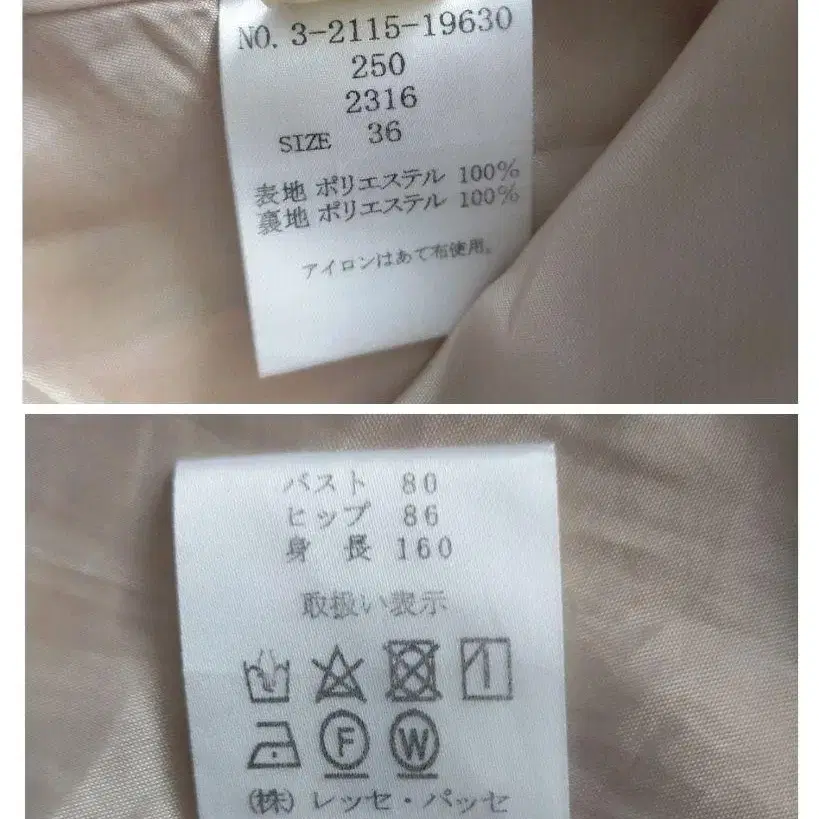 NO. 3-2115-19630
250
2316
SIZE 36
表地 ポリエステル 100%
裏地 ポリエステル 100%
アイロンはあて布使用。
バスト 80
ヒップ 86
身長 160
取扱い表示
F W
(株) レッセ・パッセ